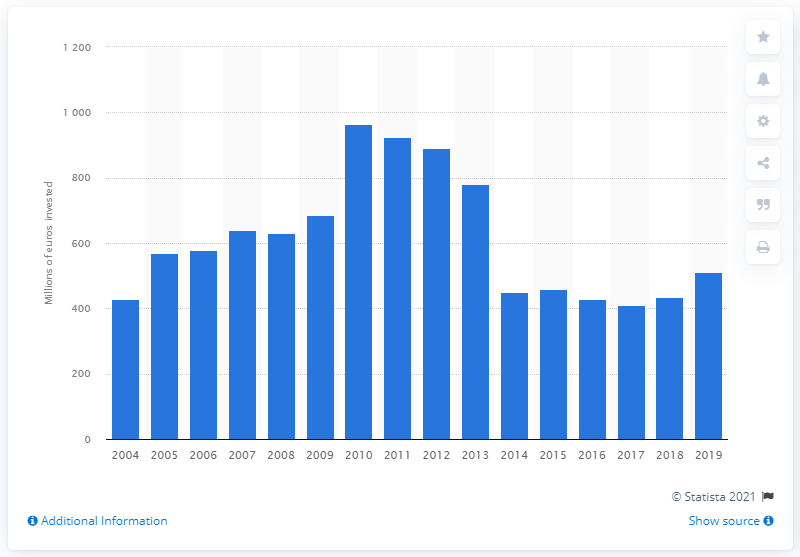 1 200
1 000
800
600
400
200
0
Millions of euros invested
2004 2005 2006 2007 2008 2009 2010 2011 2012 2013 2014 2015 2016 2017 2018 2019
© Statista 2021
Additional Information
Show source